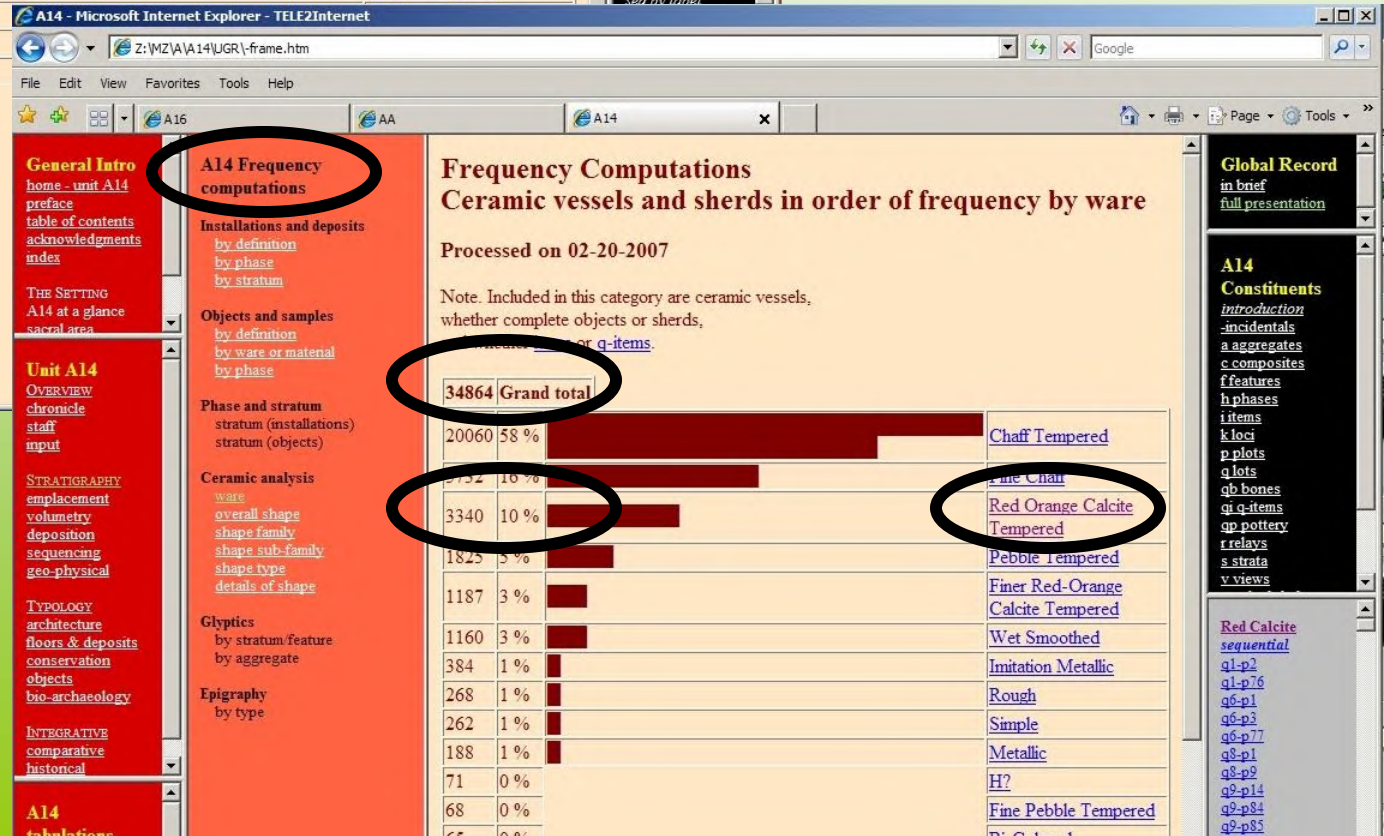 sed by label
A14 - Microsoft Internet Explorer - TELE2Internet
Z:\MZ\A\A14\UGR\-frame.htm
Google
File Edit View Favorites Tools Help
A16
AA
A14
Page
Tools
General Intro
home - unit A14
preface
table of contents
acknowledgments
index
THE SETTING
A14 at a glance
sacral area
Unit A14
OVERVIEW
chronicle
staff
input
STRATIGRAPHY
emplacement
volumetry
deposition
sequencing
geo-physical
TYPOLOGY
architecture
floors & deposits
conservation
objects
bio-archaeology
INTEGRATIVE
comparative
historical
A14
tabulations
A14 Frequency
computations
Installations and deposits
by definition
by phase
by stratum
Objects and samples
by definition
by ware or material
by phase
Phase and stratum
stratum (installations)
stratum (objects)
Ceramic analysis
ware
overall shape
shape family
shape sub-family
shape type
details of shape
Glyptics
by stratum/feature
by aggregate
Epigraphy
by type
Frequency Computations
Ceramic vessels and sherds in order of frequency by ware
Processed on 02-20-2007
Note. Included in this category are ceramic vessels,
whether complete objects or sherds,
or q-items.
34864 Grand total
20060 58 % Chaff Tempered
16 % Fine Chaff
3340 10 % Red Orange Calcite
Tempered
1825 5 % Pebble Tempered
1187 3 % Finer Red-Orange
Calcite Tempered
1160 3 % Wet Smoothed
384 1 % Imitation Metallic
268 1 % Rough
262 1 % Simple
188 1 % Metallic
71 0 % H?
68 0 % Fine Pebble Tempered
Global Record
in brief
full presentation
A14
Constituents
introduction
-incidentals
a aggregates
c composites
f features
h phases
i items
k loci
p plots
q lots
qb bones
qi q-items
qp pottery
r relays
s strata
v views
Red Calcite
sequential
q1-p2
q1-p76
q6-p1
q6-p3
q6-p77
q8-p1
q8-p9
q9-p14
q9-p84
q9-p85